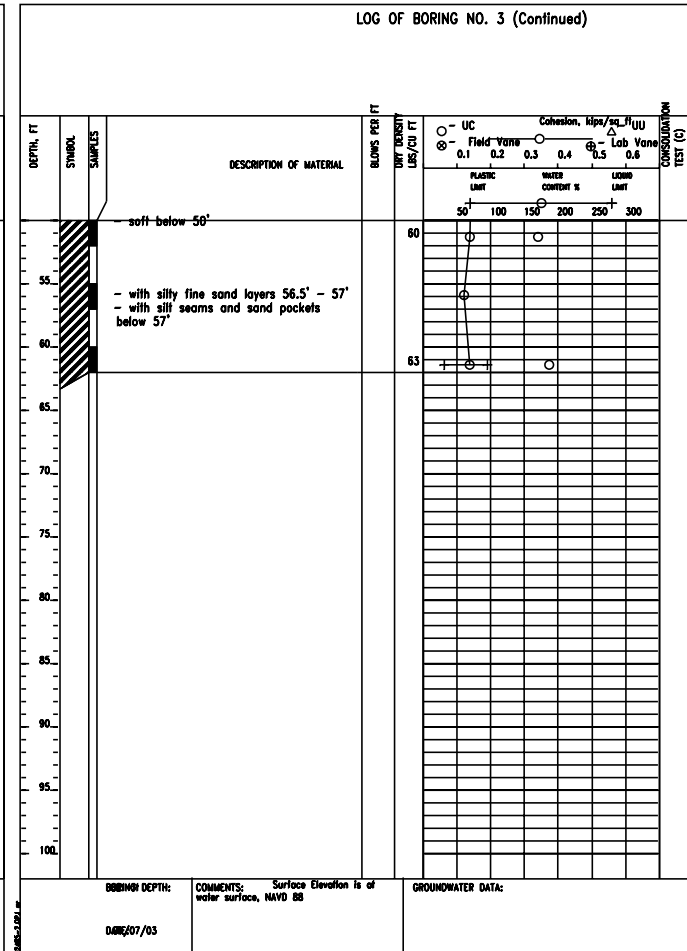 LOG OF BORING NO. 3 (Continued)
DEPTH, FT
SYMBOL
SAMPLES
DESCRIPTION OF MATERIAL
BLOWS PER FT
DRY DENSITY
LBS/CU FT
○ - UC
Cohesion, kips/sq ft
△ UU
⊗ - Field Vane
⊕ - Lab Vane
0.1 0.2 0.3 0.4 0.5 0.6
PLASTIC LIMIT
WATER CONTENT %
LIQUID LIMIT
50 100 150 200 250 300
CONSOLIDATION
TEST (C)
- soft below 50'
60
55
- with silty fine sand layers 56.5' - 57'
- with silt seams and sand pockets
below 57'
60
63
65
70
75
80
85
90
95
100
DEPTH:
COMMENTS: Surface Elevation is of
water surface, NAVD 88
GROUNDWATER DATA:
/07/03